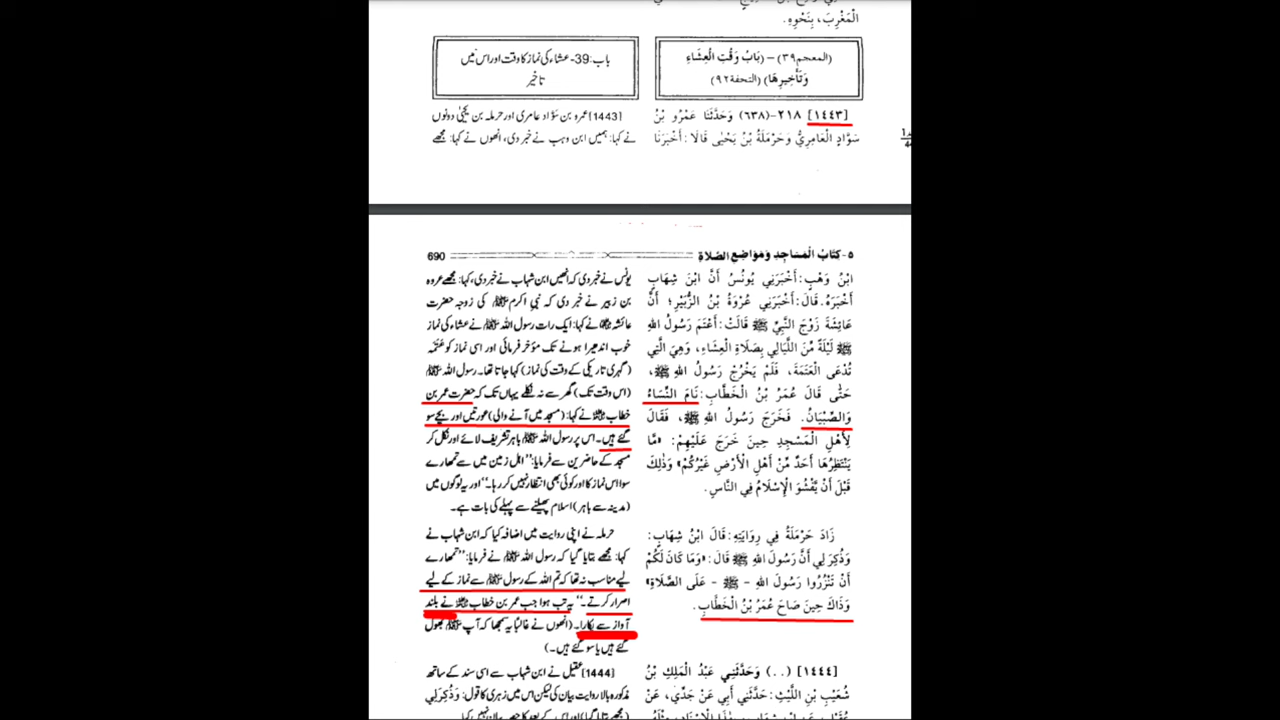 الْمَغْرِبَ، بِنَحْوِهِ.
(المعجم٣٩) - (بَابُ وَقْتِ الْعِشَاءِ
وَتَأْخِيرِهَا) (التحفة٩٢)
باب:39- عشاء کی نماز کا وقت اور اس میں
تاخیر
[١٤٤٣] ٢١٨-(٦٣٨) وَحَدَّثَنَا عَمْرُو بْنُ
سَوَّادٍ الْعَامِرِيُّ وَحَرْمَلَةُ بْنُ يَحْيٰى قَالَا: أَخْبَرَنَا
[1443] عمرو بن سوّاد عامری اور حرملہ بن یحییٰ دونوں
نے کہا: ہمیں ابن وہب نے خبر دی، انھوں نے کہا: مجھے
٥- كِتَابُ الْمَسَاجِدِ وَمَوَاضِعِ الصَّلَاةِ
690
ابْنُ وَهْبٍ: أَخْبَرَنِي يُونُسُ أَنَّ ابْنَ شِهَابٍ
أَخْبَرَهُ. قَالَ: أَخْبَرَنِي عُرْوَةُ بْنُ الزُّبَيْرِ؛ أَنَّ
عَائِشَةَ زَوْجَ النَّبِيِّ ﷺ قَالَتْ: أَعْتَمَ رَسُولُ اللهِ
ﷺ لَيْلَةً مِّنَ اللَّيَالِي بِصَلَاةِ الْعِشَاءِ، وَهِيَ الَّتِي
تُدْعَى الْعَتَمَةَ، فَلَمْ يَخْرُجْ رَسُولُ اللهِ ﷺ،
حَتّٰى قَالَ عُمَرُ بْنُ الْخَطَّابِ: نَامَ النِّسَاءُ
وَالصِّبْيَانُ. فَخَرَجَ رَسُولُ اللهِ ﷺ، فَقَالَ
لِأَهْلِ الْمَسْجِدِ حِينَ خَرَجَ عَلَيْهِمْ: «مَا
يَنْتَظِرُهَا أَحَدٌ مِّنْ أَهْلِ الْأَرْضِ غَيْرُكُمْ» وَذٰلِكَ
قَبْلَ أَنْ يَّفْشُوَ الْإِسْلَامُ فِي النَّاسِ.
یونس نے خبر دی کہ انھیں ابن شہاب نے خبر دی، کہا: مجھے عروہ
بن زبیر نے خبر دی کہ نبی اکرم ﷺ کی زوجہ حضرت
عائشہ ؓ نے کہا: ایک رات رسول اللہ ﷺ نے عشاء کی نماز
خوب اندھیرا ہونے تک مؤخر فرمائی اور اسی نماز کو عَتَمَہ
(گہری تاریکی کے وقت کی نماز) کہا جاتا تھا۔ رسول اللہ ﷺ
(اس وقت تک) گھر سے نہ نکلے یہاں تک کہ حضرت عمر بن
خطاب ؓ نے کہا: (مسجد میں آنے والی) عورتیں اور بچے سو
گئے ہیں۔ اس پر رسول اللہ ﷺ باہر تشریف لائے اور نکل کر
مسجد کے حاضرین سے فرمایا: "اہل زمین میں سے تمھارے
سوا اس نماز کا اور کوئی بھی انتظار نہیں کر رہا۔" اور یہ لوگوں میں
(مدینہ سے باہر) اسلام پھیلنے سے پہلے کی بات ہے۔
زَادَ حَرْمَلَةُ فِي رِوَايَتِهِ: قَالَ ابْنُ شِهَابٍ:
وَذُكِرَ لِي أَنَّ رَسُولَ اللهِ ﷺ قَالَ: «وَمَا كَانَ لَكُمْ
أَنْ تَنْزُرُوا رَسُولَ اللهِ - ﷺ - عَلَى الصَّلَاةِ»
وَذَاكَ حِينَ صَاحَ عُمَرُ بْنُ الْخَطَّابِ.
حرملہ نے اپنی روایت میں اضافہ کیا کہ ابن شہاب نے
کہا: مجھے بتایا گیا کہ رسول اللہ ﷺ نے فرمایا: "تمھارے
لیے مناسب نہ تھا کہ تم اللہ کے رسول ﷺ سے نماز کے لیے
اصرار کرتے۔" یہ تب ہوا جب عمر بن خطاب ؓ نے بلند
آواز سے پکارا۔ (انھوں نے غالباً یہ سمجھا کہ آپ ﷺ بھول
گئے ہیں یا سو گئے ہیں۔)
[١٤٤٤] (..) وَحَدَّثَنِي عَبْدُ الْمَلِكِ بْنُ
شُعَيْبِ بْنِ اللَّيْثِ: حَدَّثَنِي أَبِي عَنْ جَدِّي، عَنْ
[1444] عقیل نے ابن شہاب سے اسی سند کے ساتھ
مذکورہ بالا روایت بیان کی لیکن اس میں زہری کا قول: وَذُكِرَلِي